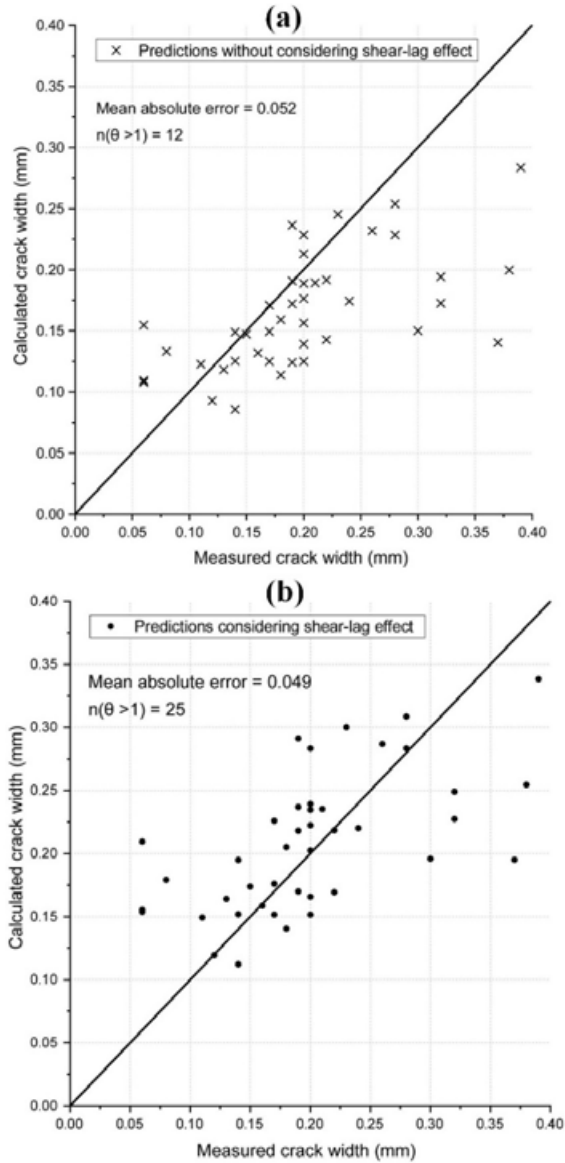 (a)
0.40
× Predictions without considering shear-lag effect
0.35
Mean absolute error = 0.052
n(θ >1) = 12
0.30
0.25
0.20
0.15
0.10
0.05
0.00
Calculated crack width (mm)
0.00 0.05 0.10 0.15 0.20 0.25 0.30 0.35 0.40
Measured crack width (mm)
(b)
0.40
Predictions considering shear-lag effect
0.35
Mean absolute error = 0.049
n(θ >1) = 25
0.30
0.25
0.20
0.15
0.10
0.05
0.00
Calculated crack width (mm)
0.00 0.05 0.10 0.15 0.20 0.25 0.30 0.35 0.40
Measured crack width (mm)